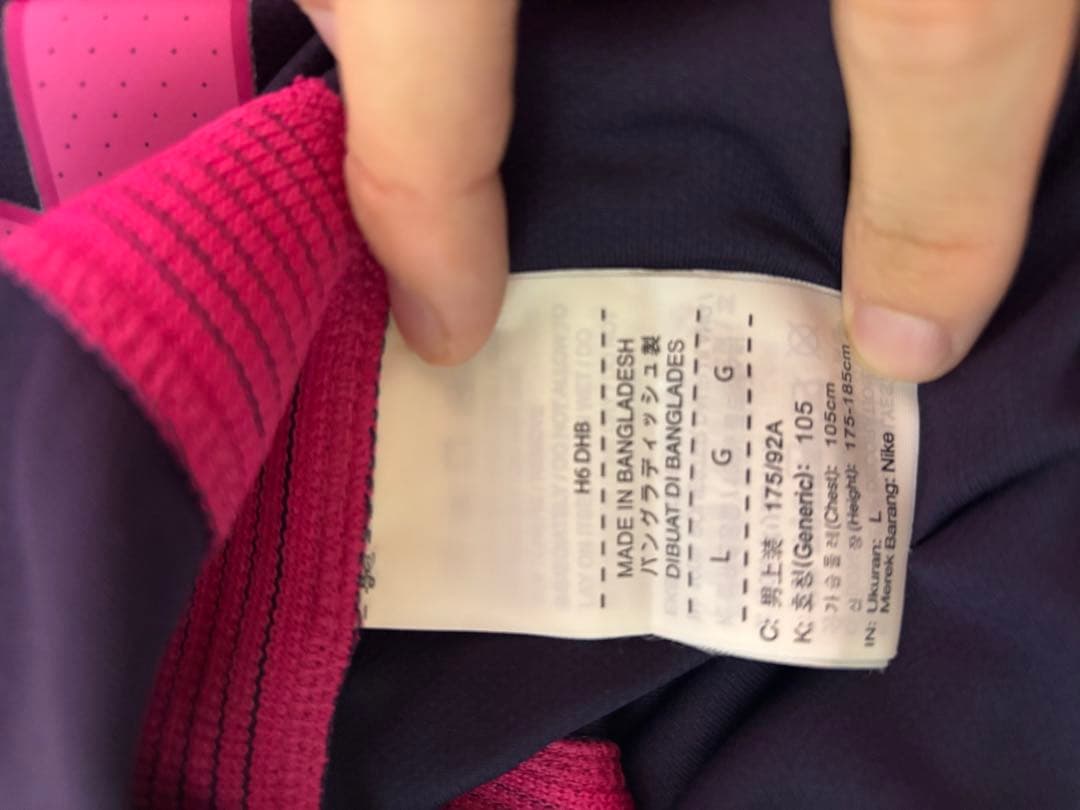 H6 DHB
MADE IN BANGLADESH
バングラディッシュ製
DIBUAT DI BANGLADES
L G G
C: 男上装 175/92A
K: 호칭(Generic): 105
가슴둘레(Chest): 105cm
신 장 (Height): 175-185cm
IN: Ukuran: L
Merek Barang: Nike